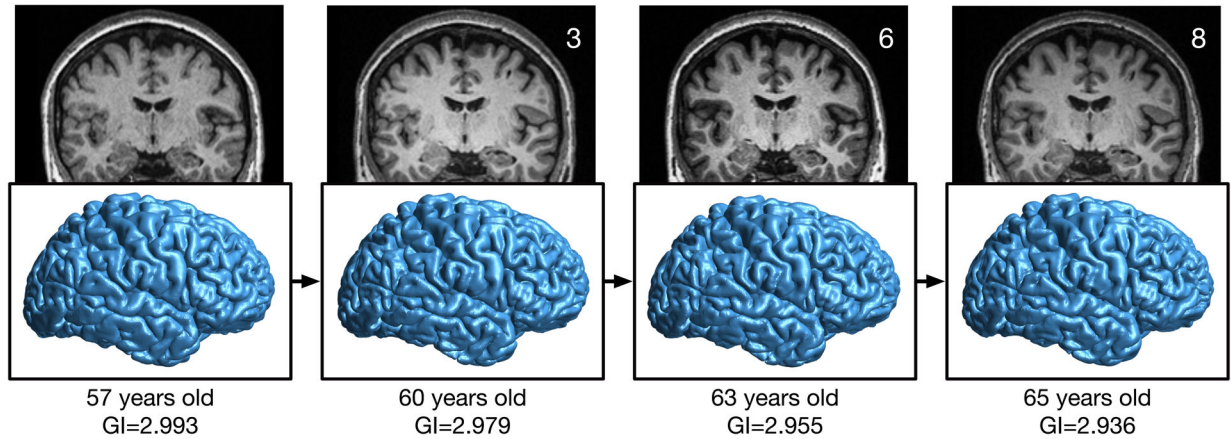 3
6
8
57 years old
GI=2.993
60 years old
GI=2.979
63 years old
GI=2.955
65 years old
GI=2.936